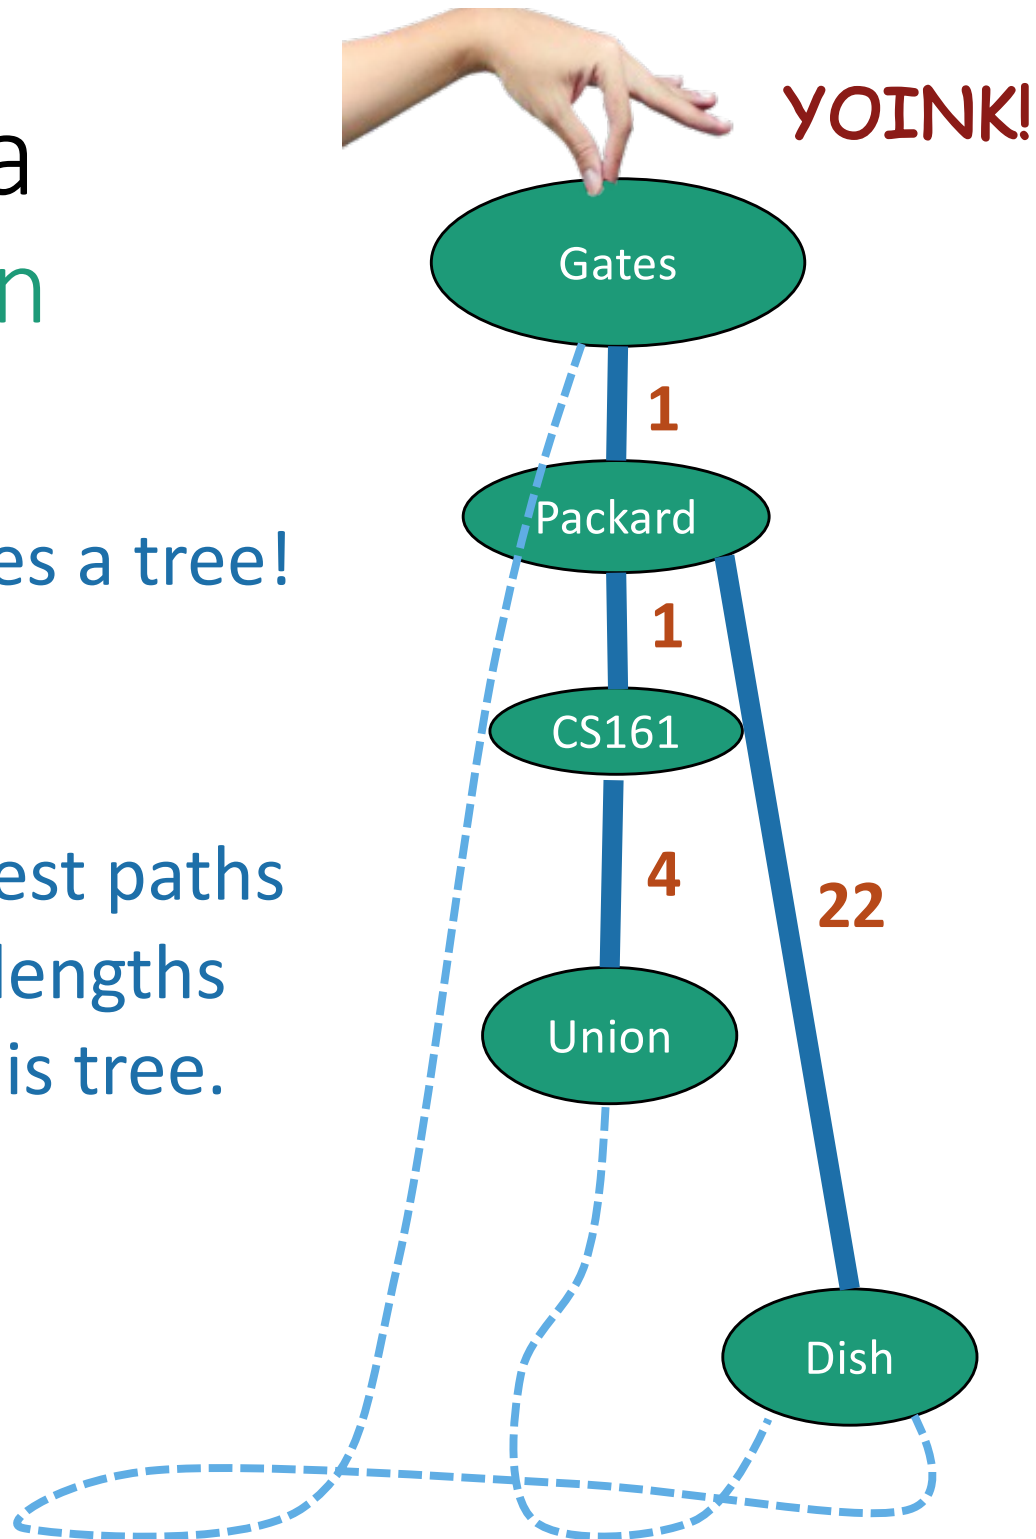 YOINK!
a
n
Gates
1
Packard
es a tree!
1
CS161
est paths
4
22
lengths
Union
is tree.
Dish